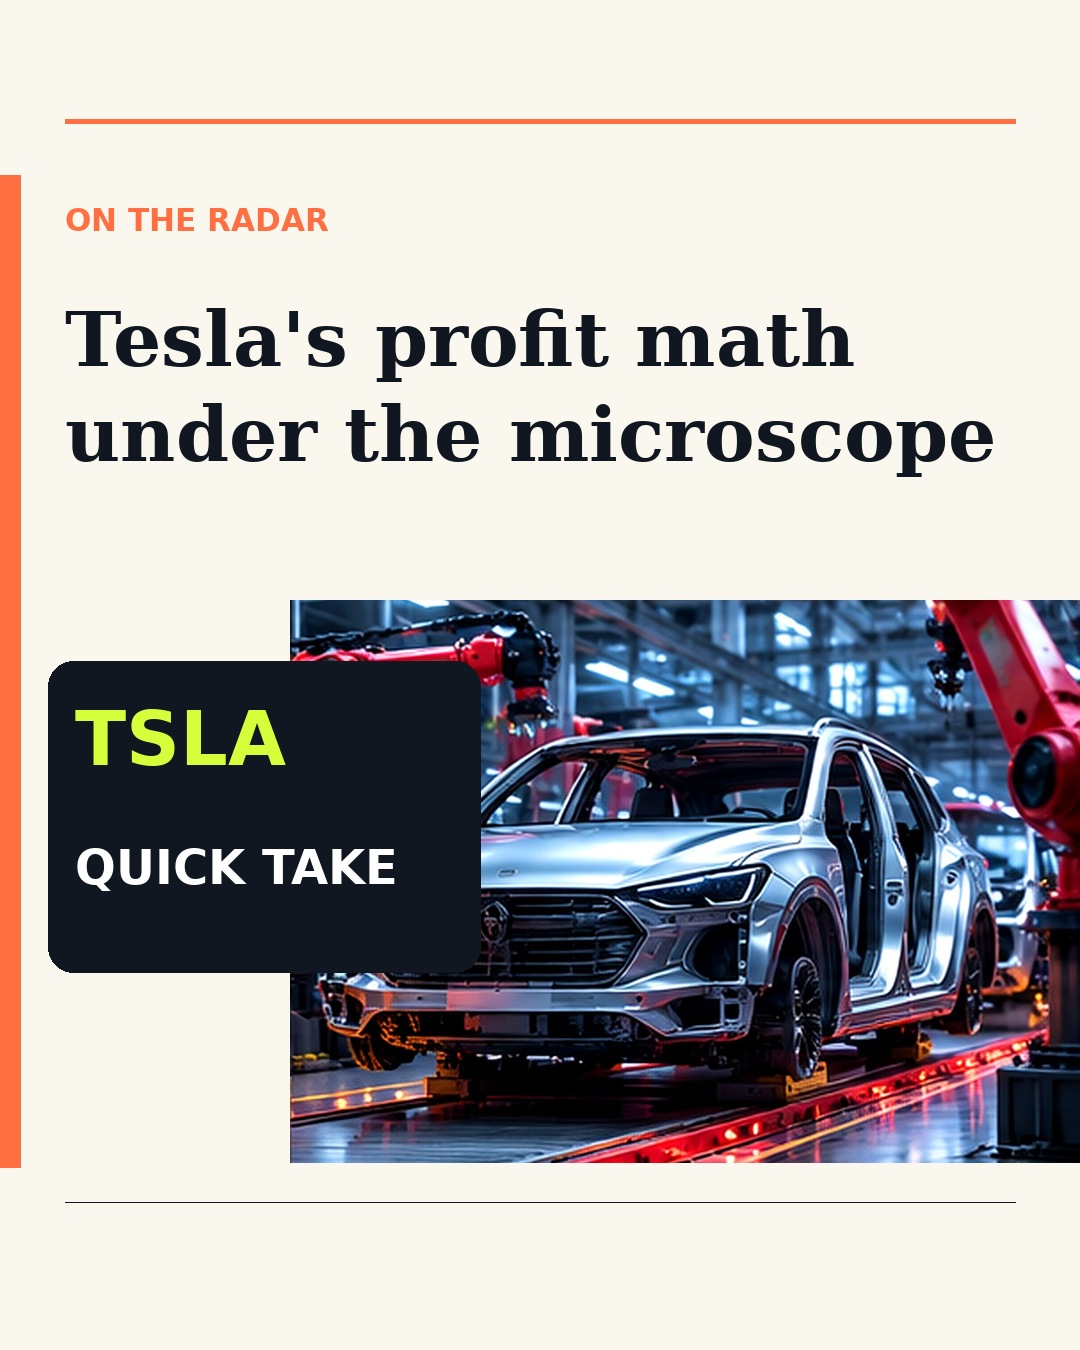 ON THE RADAR
Tesla's profit math
under the microscope
TSLA
QUICK TAKE